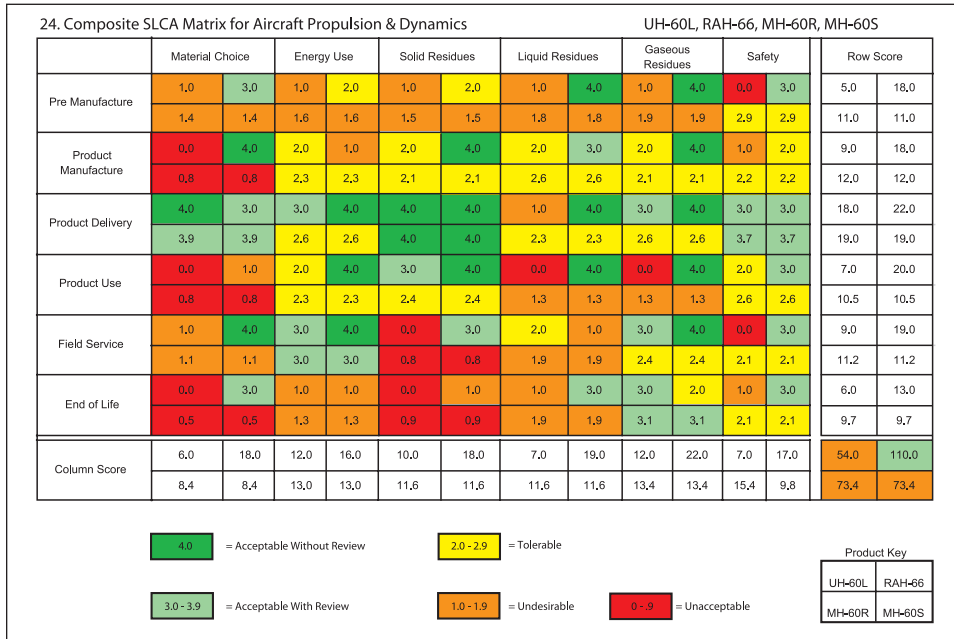 24. Composite SLCA Matrix for Aircraft Propulsion & Dynamics UH-60L, RAH-66, MH-60R, MH-60S
Material Choice Energy Use Solid Residues Liquid Residues Gaseous Residues Safety Row Score
Pre Manufacture
1.0 3.0 1.0 2.0 1.0 2.0 1.0 4.0 1.0 4.0 0.0 3.0 5.0 18.0
1.4 1.4 1.6 1.6 1.5 1.5 1.8 1.8 1.9 1.9 2.9 2.9 11.0 11.0
Product Manufacture
0.0 4.0 2.0 1.0 2.0 4.0 2.0 3.0 2.0 4.0 1.0 2.0 9.0 18.0
0.8 0.8 2.3 2.3 2.1 2.1 2.6 2.6 2.1 2.1 2.2 2.2 12.0 12.0
Product Delivery
4.0 3.0 3.0 4.0 4.0 4.0 1.0 4.0 3.0 4.0 3.0 3.0 18.0 22.0
3.9 3.9 2.6 2.6 4.0 4.0 2.3 2.3 2.6 2.6 3.7 3.7 19.0 19.0
Product Use
0.0 1.0 2.0 4.0 3.0 4.0 0.0 4.0 0.0 4.0 2.0 3.0 7.0 20.0
0.8 0.8 2.3 2.3 2.4 2.4 1.3 1.3 1.3 1.3 2.6 2.6 10.5 10.5
Field Service
1.0 4.0 3.0 4.0 0.0 3.0 2.0 1.0 3.0 4.0 0.0 3.0 9.0 19.0
1.1 1.1 3.0 3.0 0.8 0.8 1.9 1.9 2.4 2.4 2.1 2.1 11.2 11.2
End of Life
0.0 3.0 1.0 1.0 0.0 1.0 1.0 3.0 3.0 2.0 1.0 3.0 6.0 13.0
0.5 0.5 1.3 1.3 0.9 0.9 1.9 1.9 3.1 3.1 2.1 2.1 9.7 9.7
Column Score
6.0 18.0 12.0 16.0 10.0 18.0 7.0 19.0 12.0 22.0 7.0 17.0 54.0 110.0
8.4 8.4 13.0 13.0 11.6 11.6 11.6 11.6 13.4 13.4 15.4 9.8 73.4 73.4
4.0 = Acceptable Without Review 2.0 - 2.9 = Tolerable
3.0 - 3.9 = Acceptable With Review 1.0 - 1.9 = Undesirable 0 - .9 = Unacceptable
Product Key
UH-60L RAH-66
MH-60R MH-60S